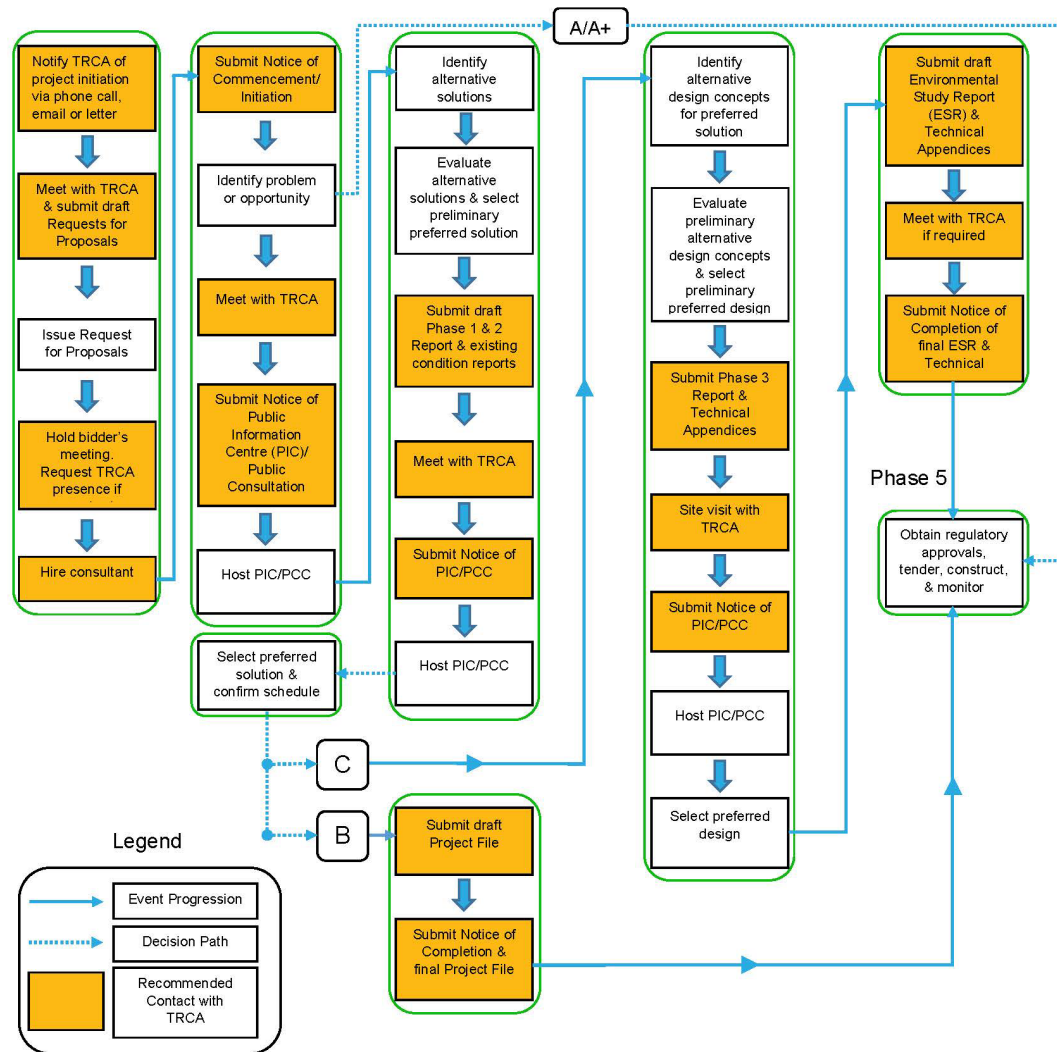 A/A+
Notify TRCA of
project initiation
via phone call,
email or letter
Meet with TRCA
& submit draft
Requests for
Proposals
Issue Request
for Proposals
Hold bidder's
meeting.
Request TRCA
presence if
Hire consultant
Submit Notice of
Commencement/
Initiation
Identify problem
or opportunity
Meet with TRCA
Submit Notice of
Public
Information
Centre (PIC)/
Public
Consultation
Host PIC/PCC
Identify
alternative
solutions
Evaluate
alternative
solutions & select
preliminary
preferred solution
Submit draft
Phase 1 & 2
Report & existing
condition reports
Meet with TRCA
Submit Notice of
PIC/PCC
Host PIC/PCC
Select preferred
solution &
confirm schedule
C
B
Submit draft
Project File
Submit Notice of
Completion &
final Project File
Identify
alternative
design concepts
for preferred
solution
Evaluate
preliminary
alternative
design concepts
& select
preliminary
preferred design
Submit Phase 3
Report &
Technical
Appendices
Site visit with
TRCA
Submit Notice of
PIC/PCC
Host PIC/PCC
Select preferred
design
Submit draft
Environmental
Study Report
(ESR) &
Technical
Appendices
Meet with TRCA
if required
Submit Notice of
Completion of
final ESR &
Technical
Phase 5
Obtain regulatory
approvals,
tender, construct,
& monitor
Legend
Event Progression
Decision Path
Recommended
Contact with
TRCA